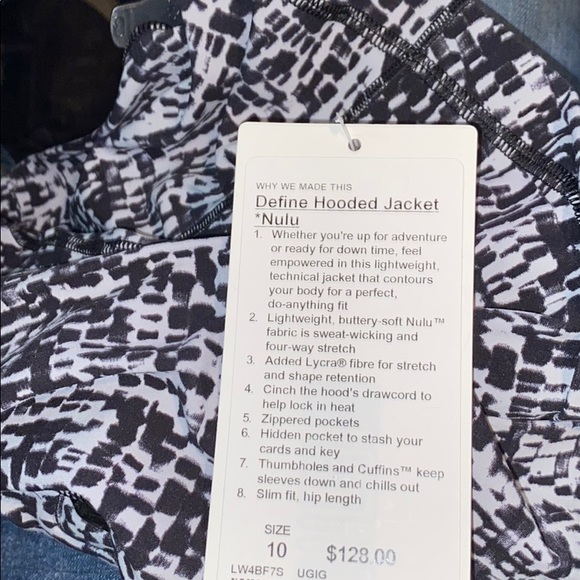 WHY WE MADE THIS
Define Hooded Jacket
*Nulu
1. Whether you're up for adventure
or ready for down time, feel
empowered in this lightweight,
technical jacket that contours
your body for a perfect,
do-anything fit
2. Lightweight, buttery-soft Nulu™
fabric is sweat-wicking and
four-way stretch
3. Added Lycra® fibre for stretch
and shape retention
4. Cinch the hood's drawcord to
help lock in heat
5. Zippered pockets
6. Hidden pocket to stash your
cards and key
7. Thumbholes and Cuffins™ keep
sleeves down and chills out
8. Slim fit, hip length
SIZE
10 $128.00
LW4BF7S UGIG